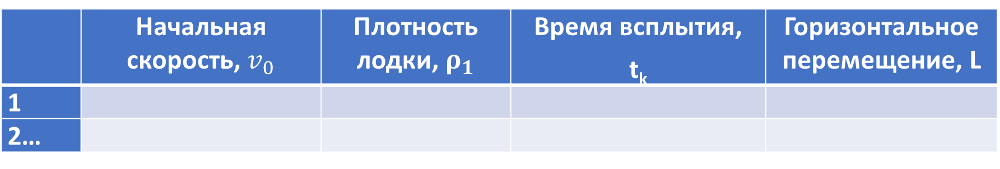 Начальная скорость, 𝑣₀
Плотность лодки, ρ₁
Время всплытия, tₖ
Горизонтальное перемещение, L
1
2…